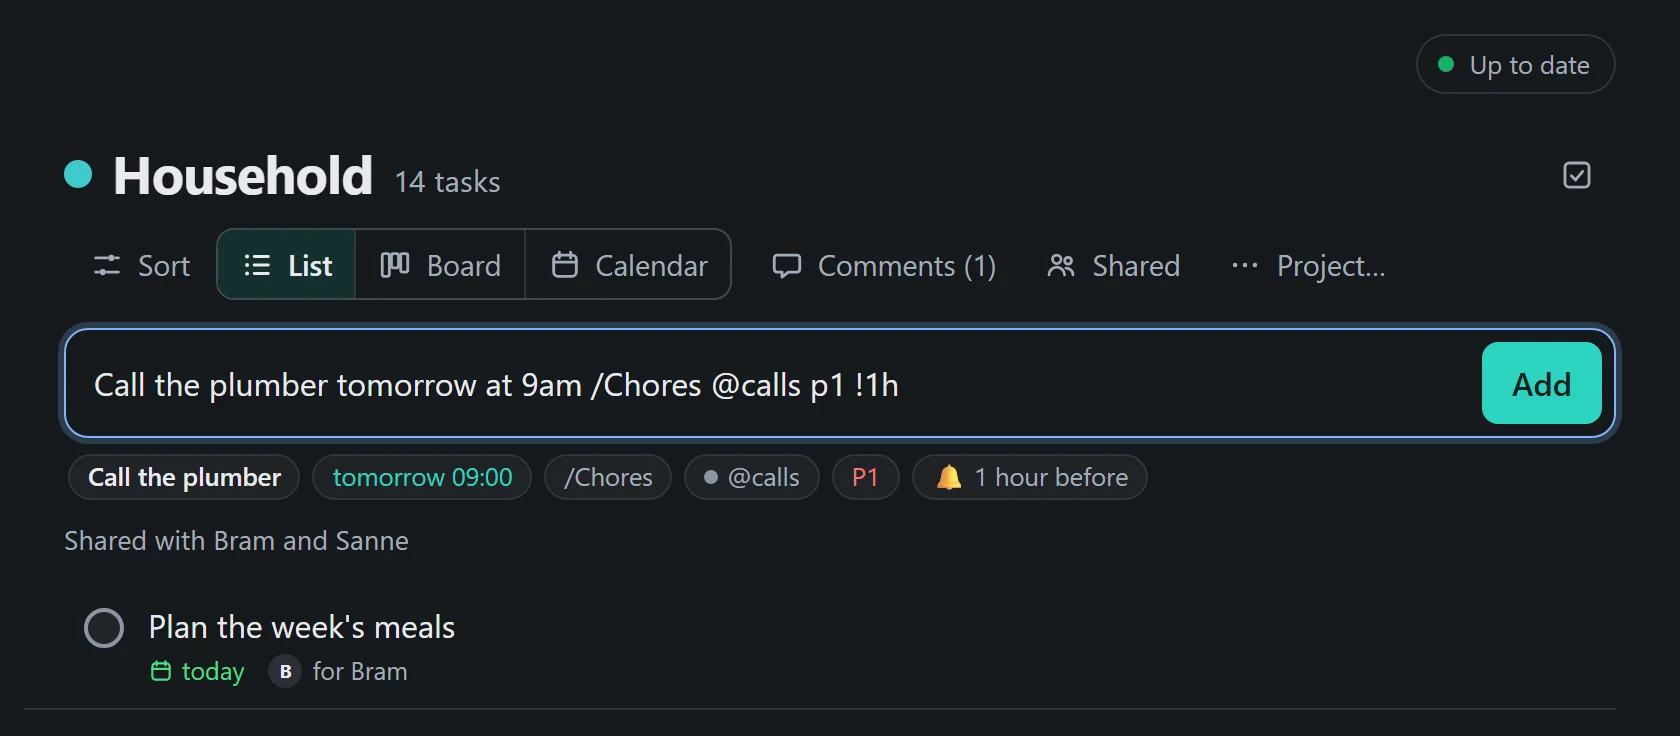 Up to date
Household 14 tasks
Sort List Board Calendar Comments (1) Shared Project...
Call the plumber tomorrow at 9am /Chores @calls p1 !1h Add
Call the plumber tomorrow 09:00 /Chores @calls P1 1 hour before
Shared with Bram and Sanne
Plan the week's meals
today B for Bram